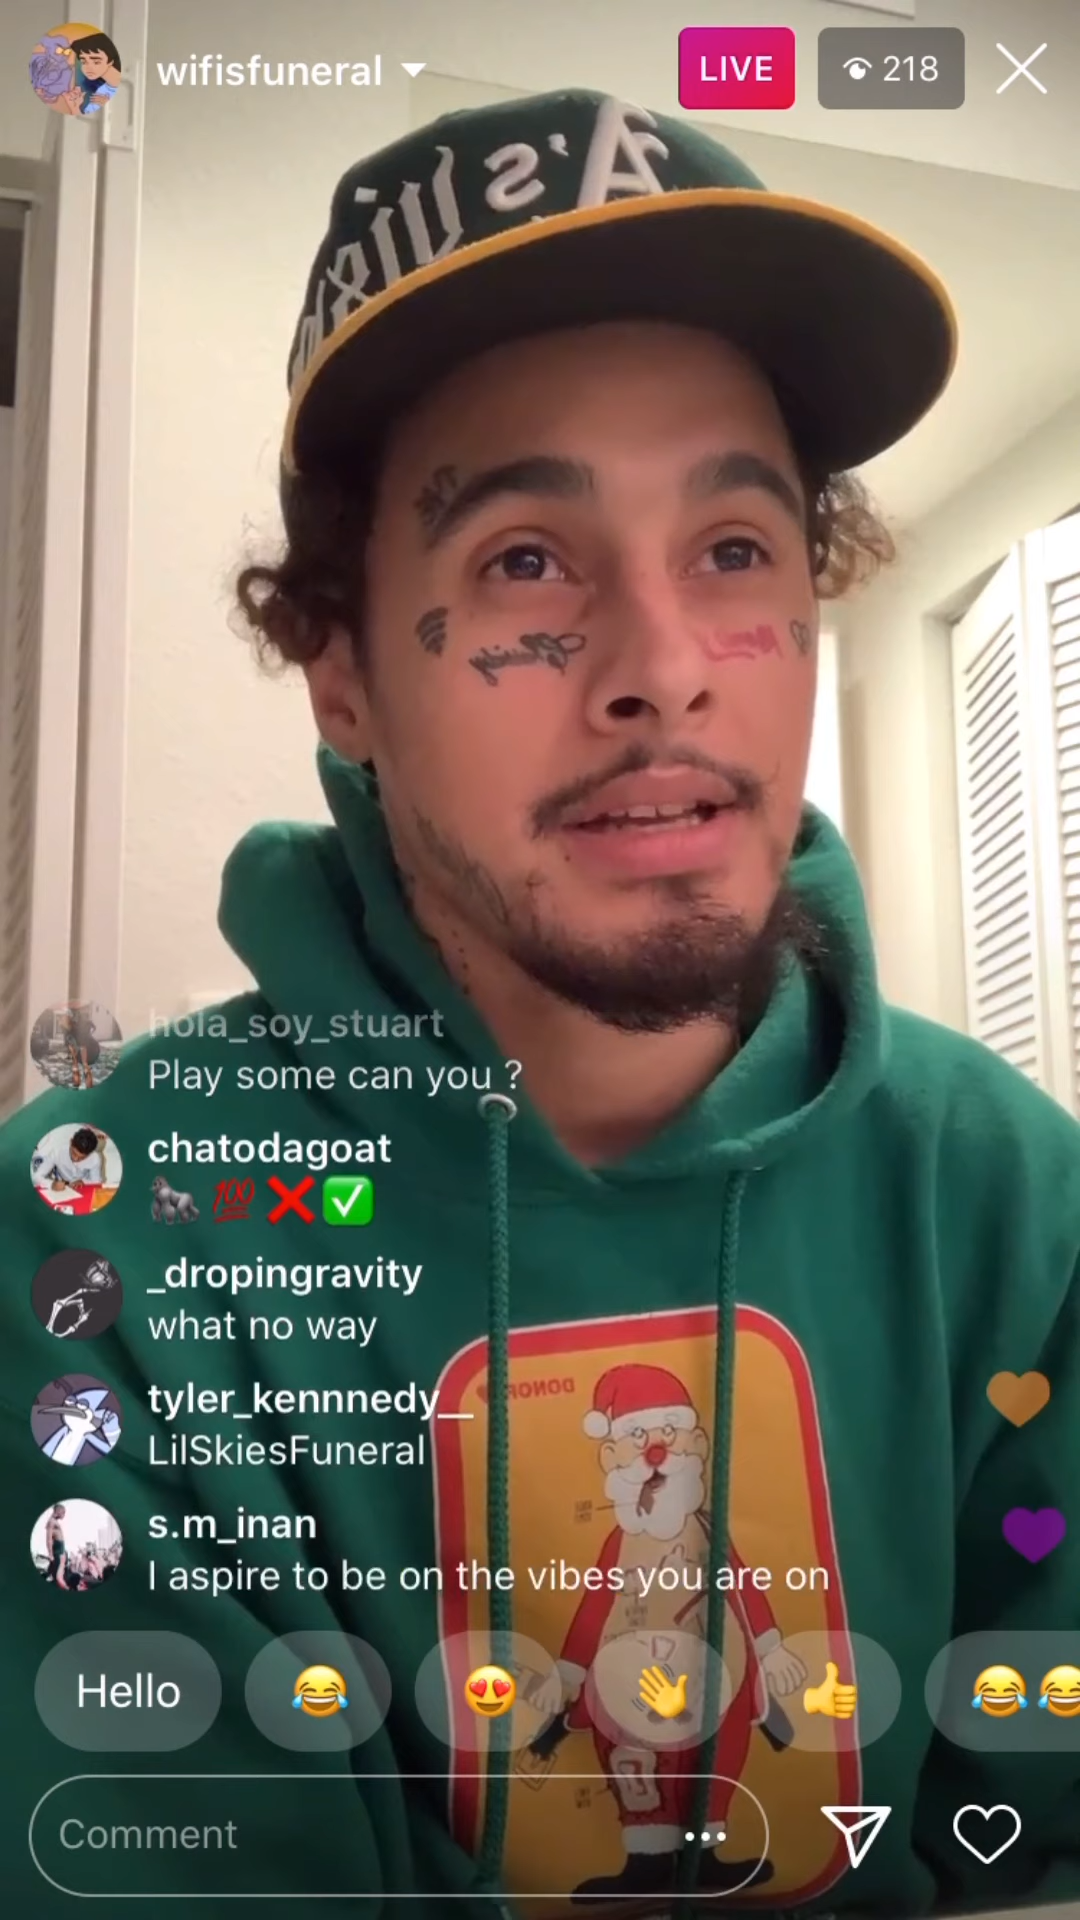 wifisfuneral
LIVE
218
A's
hola_soy_stuart
Play some can you ?
chatodagoat
💯
_dropingravity
what no way
tyler_kennnedy__
LilSkiesFuneral
s.m_inan
I aspire to be on the vibes you are on
Hello
Comment